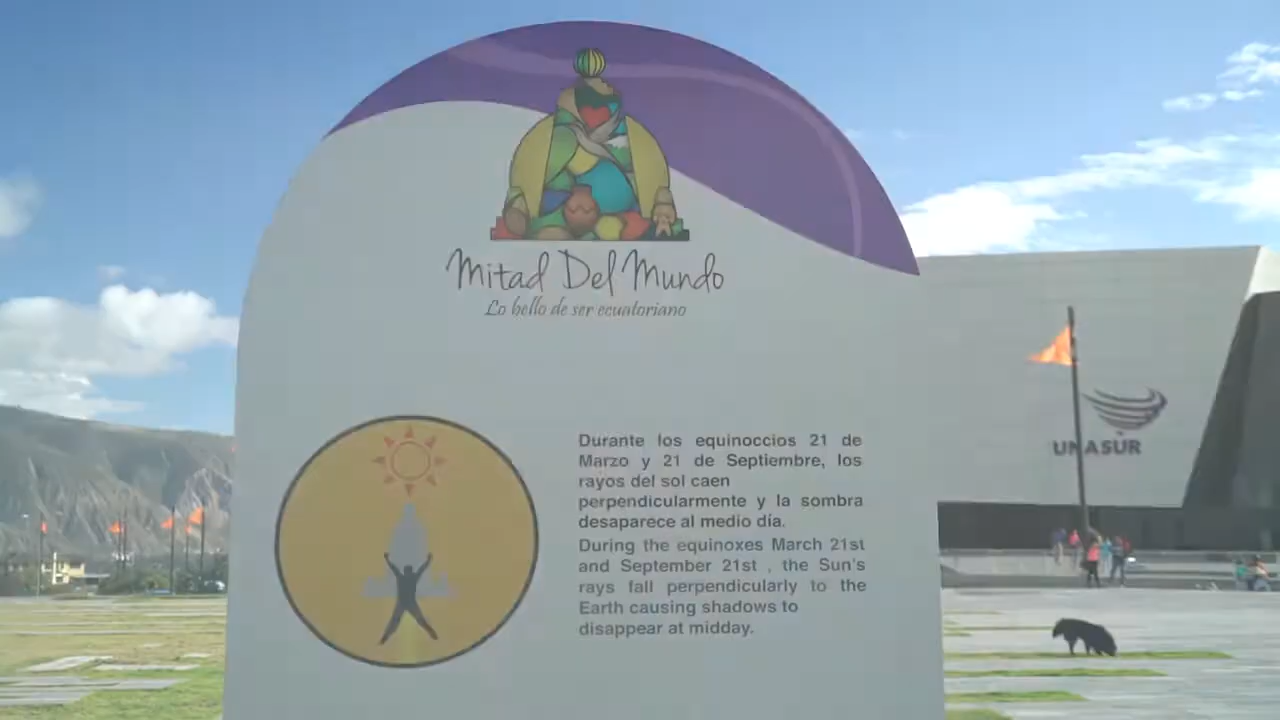 Mitad Del Mundo
Lo bello de ser ecuatoriano
Durante los equinoccios 21 de
Marzo y 21 de Septiembre, los
rayos del sol caen
perpendicularmente y la sombra
desaparece al medio día.
During the equinoxes March 21st
and September 21st , the Sun's
rays fall perpendicularly to the
Earth causing shadows to
disappear at midday.
UNASUR